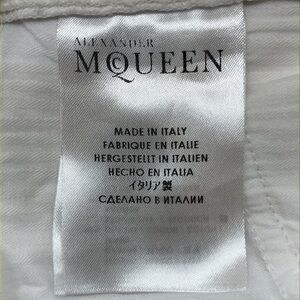 ALEXANDER
McQUEEN
MADE IN ITALY
FABRIQUE EN ITALIE
HERGESTELLT IN ITALIEN
HECHO EN ITALIA
イタリア製
СДЕЛАНО В ИТАЛИИ